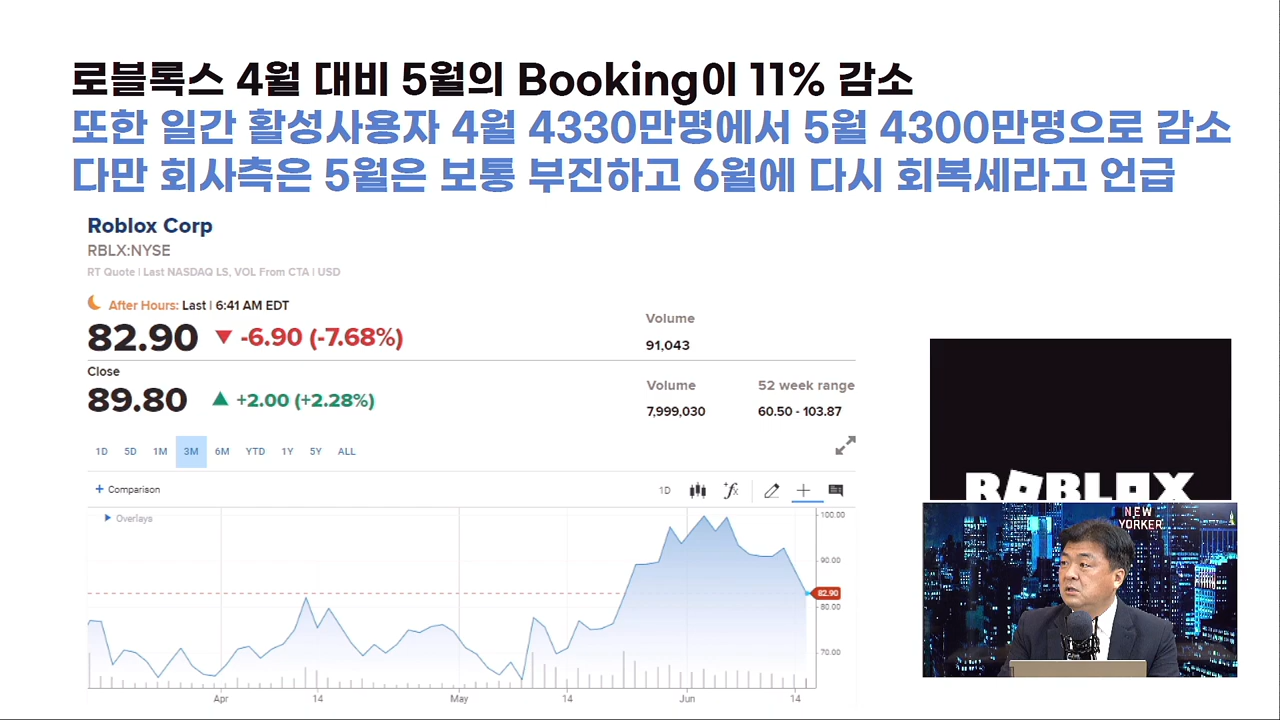 로블록스 4월 대비 5월의 Booking이 11% 감소
또한 일간 활성사용자 4월 4330만명에서 5월 4300만명으로 감소
다만 회사측은 5월은 보통 부진하고 6월에 다시 회복세라고 언급
Roblox Corp
RBLX:NYSE
RT Quote | Last NASDAQ LS, VOL From CTA | USD
After Hours: Last | 6:41 AM EDT
82.90 ▼ -6.90 (-7.68%)
Volume
91,043
Close
89.80 ▲ +2.00 (+2.28%)
Volume 52 week range
7,999,030 60.50 - 103.87
1D 5D 1M 3M 6M YTD 1Y 5Y ALL
+ Comparison 1D
Overlays
100.00
90.00
82.90
80.00
70.00
Apr 14 May 14 Jun 14
ROBLOX
NEW
YORKER